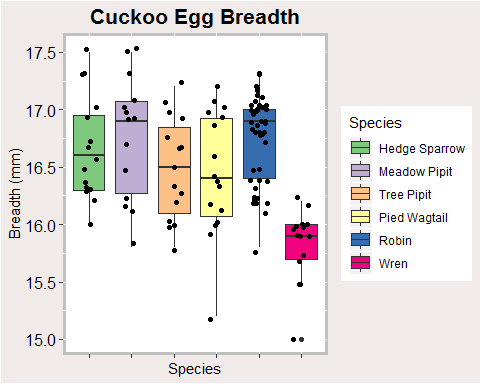 Cuckoo Egg Breadth
17.5
17.0
16.5
16.0
15.5
15.0
Breadth (mm)
Species
Species
Hedge Sparrow
Meadow Pipit
Tree Pipit
Pied Wagtail
Robin
Wren